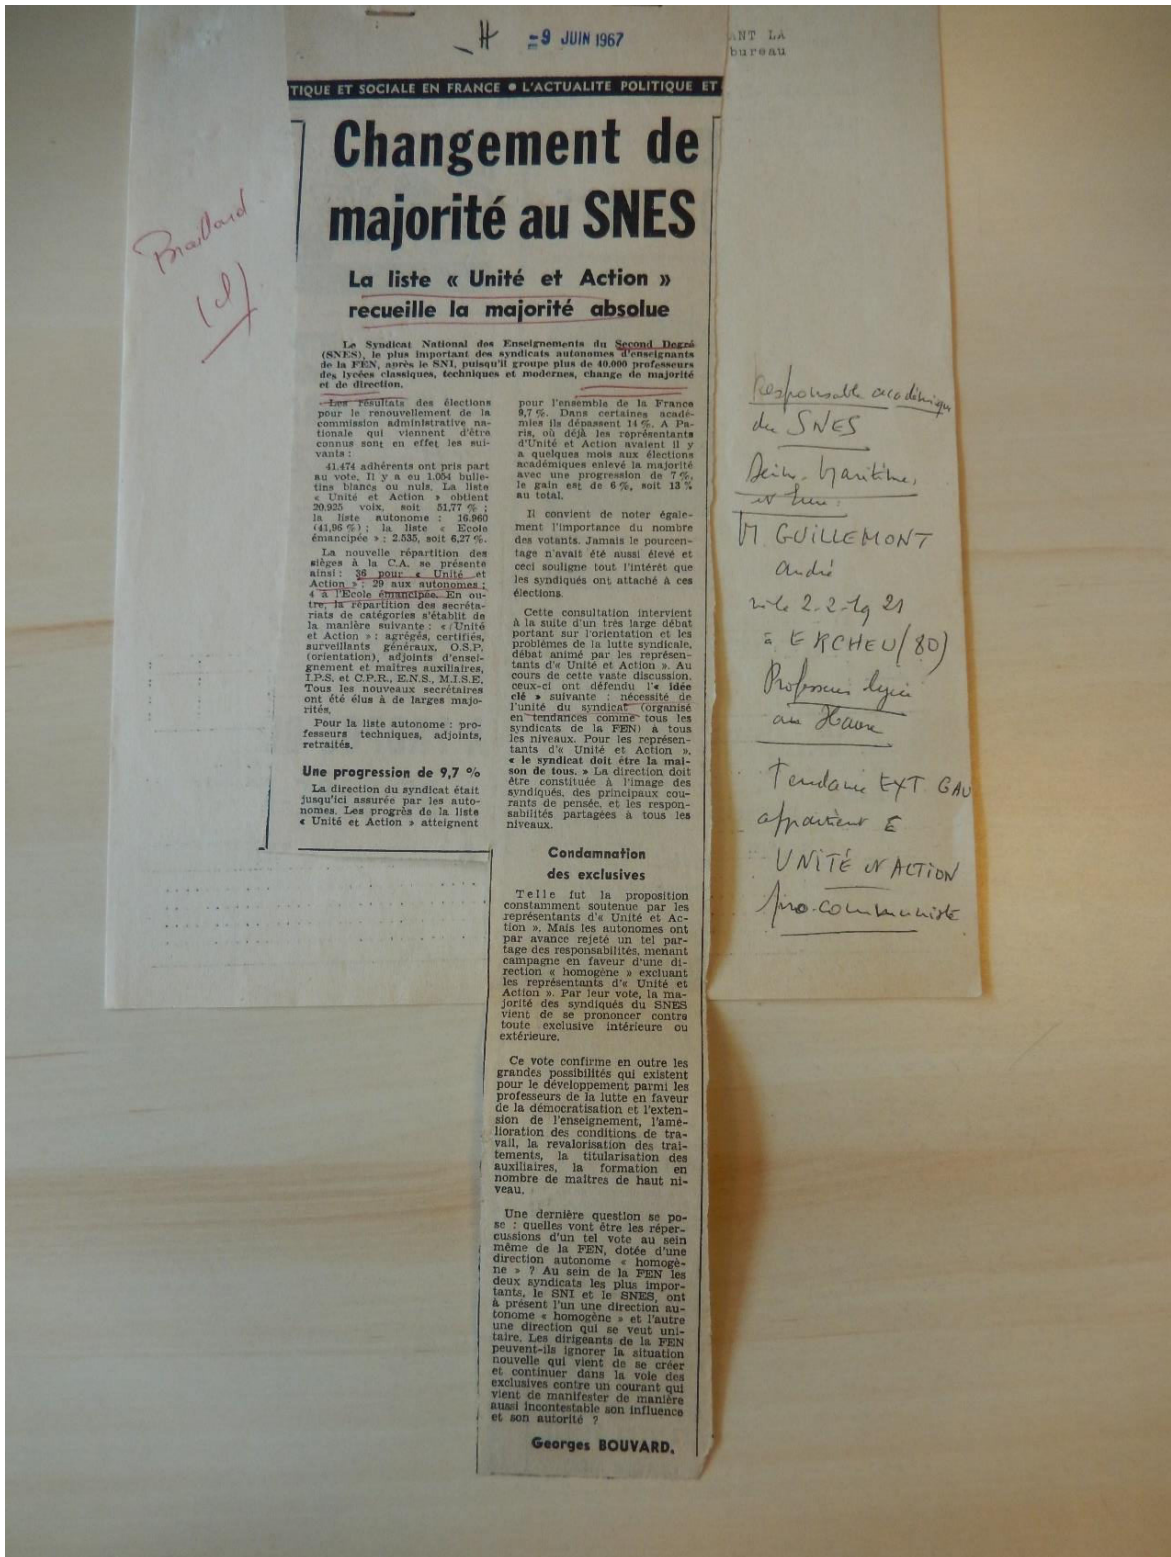 H
-9 JUIN 1967
ANT LA
bureau
TIQUE ET SOCIALE EN FRANCE ● L'ACTUALITE POLITIQUE ET
Changement de
majorité au SNES
La liste « Unité et Action »
recueille la majorité absolue
Le Syndicat National des Enseignements du Second Degré
(SNES), le plus important des syndicats autonomes d'enseignants
de la FEN, après le SNI, puisqu'il groupe plus de 40.000 professeurs
des lycées classiques, techniques et modernes, change de majorité
et de direction.
Les résultats des élections
pour le renouvellement de la
commission administrative na-
tionale qui viennent d'être
connus sont en effet les sui-
vants :
41.474 adhérents ont pris part
au vote. Il y a eu 1.054 bulle-
tins blancs ou nuls. La liste
« Unité et Action » obtient
20.925 voix, soit 51,77 % ;
la liste autonome : 16.960
(41,96 %) ; la liste « Ecole
émancipée » : 2.535, soit 6,27 %.
La nouvelle répartition des
sièges à la C.A. se présente
ainsi : 36 pour « Unité et
Action » ; 29 aux autonomes ;
4 à l'Ecole émancipée. En ou-
tre, la répartition des secréta-
riats de catégories s'établit de
la manière suivante : « Unité
et Action » : agrégés, certifiés,
surveillants généraux, O.S.P.
(orientation), adjoints d'ensei-
gnement et maîtres auxiliaires,
I.P.S. et C.P.R., E.N.S., M.I.S.E.
Tous les nouveaux secrétaires
ont été élus à de larges majo-
rités.
Pour la liste autonome : pro-
fesseurs techniques, adjoints,
retraités.
Une progression de 9,7 %
La direction du syndicat était
jusqu'ici assurée par les auto-
nomes. Les progrès de la liste
« Unité et Action » atteignent
pour l'ensemble de la France
9,7 %. Dans certaines acadé-
mies ils dépassent 14 %. A Pa-
ris, où déjà les représentants
d'Unité et Action avaient il y
a quelques mois aux élections
académiques enlevé la majorité
avec une progression de 7 %,
le gain est de 6 %, soit 13 %
au total.
Il convient de noter égale-
ment l'importance du nombre
des votants. Jamais le pourcen-
tage n'avait été aussi élevé et
ceci souligne tout l'intérêt que
les syndiqués ont attaché à ces
élections.
Cette consultation intervient
à la suite d'un très large débat
portant sur l'orientation et les
problèmes de la lutte syndicale,
débat animé par les représen-
tants d'« Unité et Action ». Au
cours de cette vaste discussion,
ceux-ci ont défendu l'« idée
clé » suivante : nécessité de
l'unité du syndicat (organisé
en tendances comme tous les
syndicats de la FEN) à tous
les niveaux. Pour les représen-
tants d'« Unité et Action »,
« le syndicat doit être la mai-
son de tous. » La direction doit
être constituée à l'image des
syndiqués, des principaux cou-
rants de pensée, et les respon-
sabilités partagées à tous les
niveaux.
Condamnation
des exclusives
Telle fut la proposition
constamment soutenue par les
représentants d'« Unité et Ac-
tion ». Mais les autonomes ont
par avance rejeté un tel par-
tage des responsabilités, menant
campagne en faveur d'une di-
rection « homogène » excluant
les représentants d'« Unité et
Action ». Par leur vote, la ma-
jorité des syndiqués du SNES
vient de se prononcer contre
toute exclusive intérieure ou
extérieure.
Ce vote confirme en outre les
grandes possibilités qui existent
pour le développement parmi les
professeurs de la lutte en faveur
de la démocratisation et l'exten-
sion de l'enseignement, l'amé-
lioration des conditions de tra-
vail, la revalorisation des trai-
tements, la titularisation des
auxiliaires, la formation en
nombre de maîtres de haut ni-
veau.
Une dernière question se po-
se : quelles vont être les réper-
cussions d'un tel vote au sein
même de la FEN, dotée d'une
direction autonome « homogè-
ne » ? Au sein de la FEN les
deux syndicats les plus impor-
tants, le SNI et le SNES, ont
à présent l'un une direction au-
tonome « homogène » et l'autre
une direction qui se veut uni-
taire. Les dirigeants de la FEN
peuvent-ils ignorer la situation
nouvelle qui vient de se créer
et continuer dans la voie des
exclusives contre un courant qui
vient de manifester de manière
aussi incontestable son influence
et son autorité ?
Georges BOUVARD.
Responsable académique
du SNES
Seine Maritime,
et Eure :
M GUILLEMONT
André
né le 2-2-1921
à ERCHEU (80)
Professeur lycée
au Havre
Tendance EXT GAU
appartient E
UNITÉ et ACTION
pro-communiste